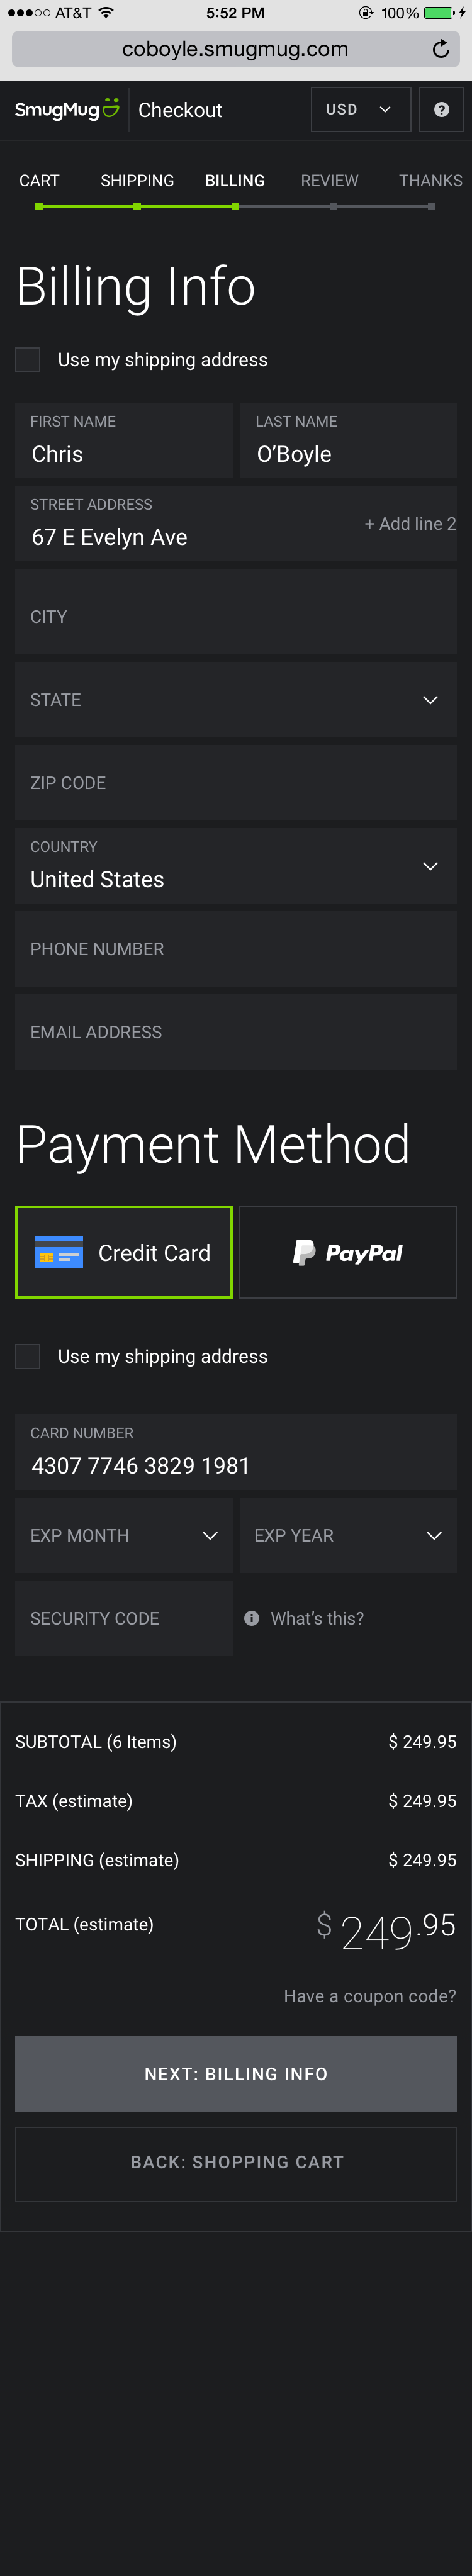 AT&T 5:52 PM 100%
coboyle.smugmug.com
SmugMug Checkout USD ?
CART SHIPPING BILLING REVIEW THANKS
Billing Info
Use my shipping address
FIRST NAME LAST NAME
Chris O’Boyle
STREET ADDRESS
67 E Evelyn Ave + Add line 2
CITY
STATE
ZIP CODE
COUNTRY
United States
PHONE NUMBER
EMAIL ADDRESS
Payment Method
Credit Card PayPal
Use my shipping address
CARD NUMBER
4307 7746 3829 1981
EXP MONTH EXP YEAR
SECURITY CODE What’s this?
SUBTOTAL (6 Items) $ 249.95
TAX (estimate) $ 249.95
SHIPPING (estimate) $ 249.95
TOTAL (estimate) $ 249.95
Have a coupon code?
NEXT: BILLING INFO
BACK: SHOPPING CART